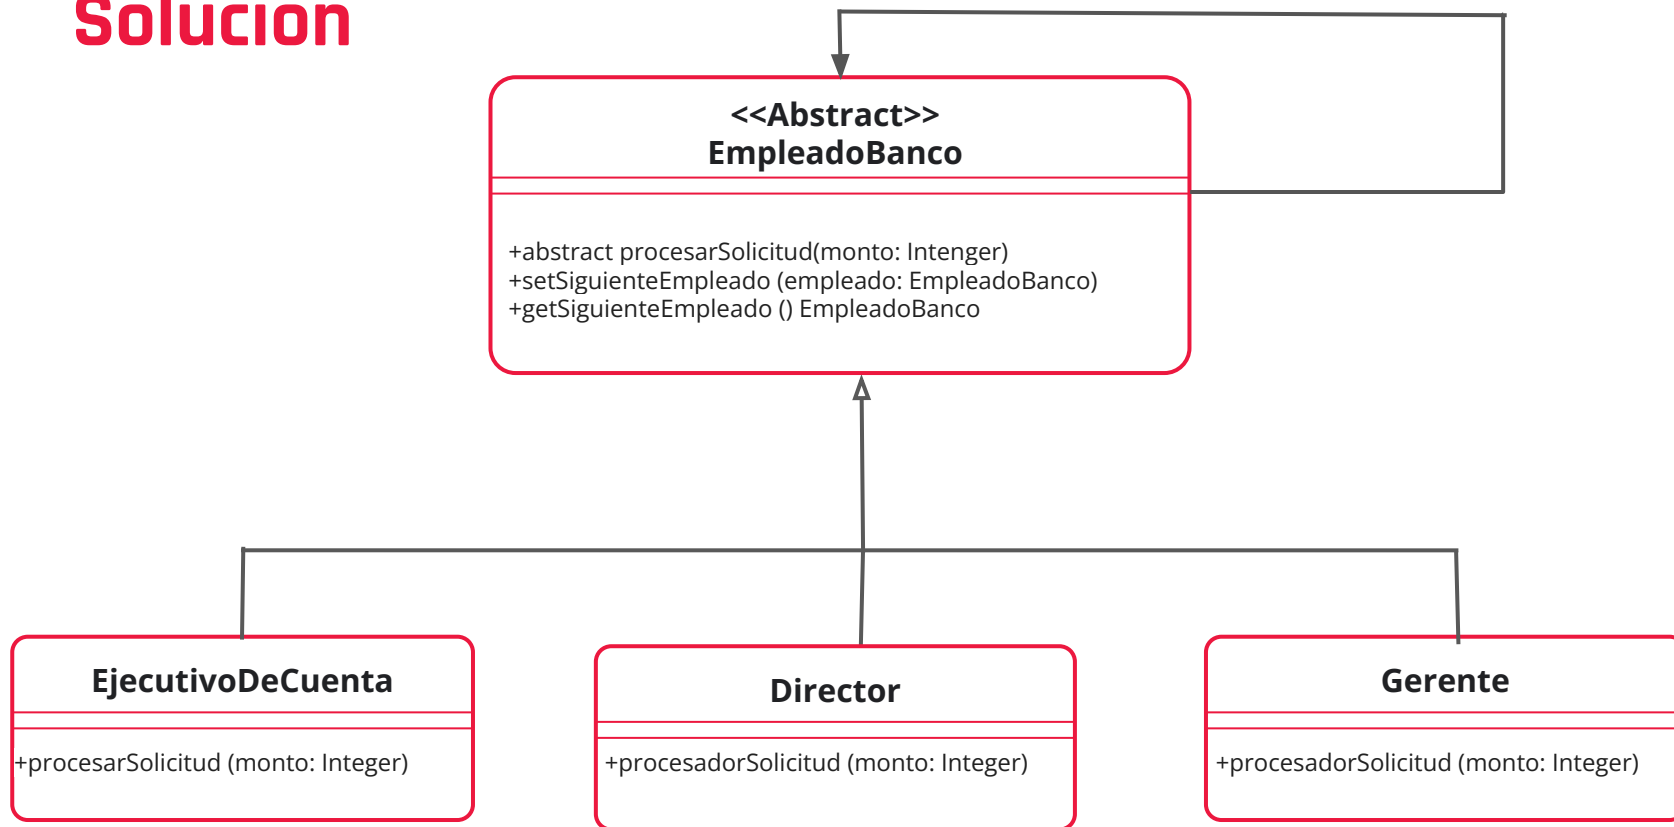 Solución
<<Abstract>>
EmpleadoBanco
+abstract procesarSolicitud(monto: Intenger)
+setSiguienteEmpleado (empleado: EmpleadoBanco)
+getSiguienteEmpleado () EmpleadoBanco
EjecutivoDeCuenta
+procesarSolicitud (monto: Integer)
Director
+procesadorSolicitud (monto: Integer)
Gerente
+procesadorSolicitud (monto: Integer)